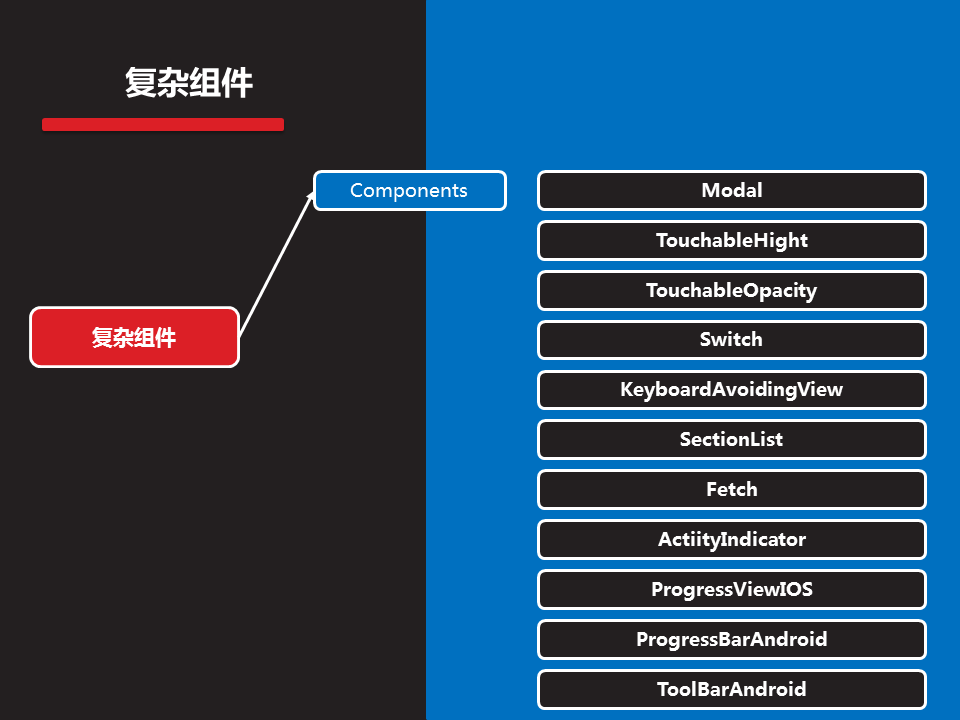 复杂组件
Components
复杂组件
Modal
TouchableHight
TouchableOpacity
Switch
KeyboardAvoidingView
SectionList
Fetch
ActiityIndicator
ProgressViewIOS
ProgressBarAndroid
ToolBarAndroid